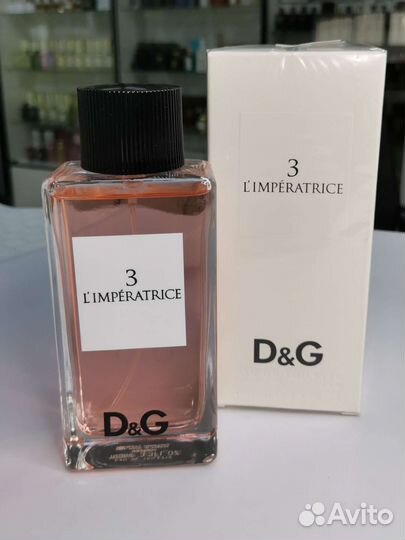 3
L'IMPÉRATRICE
D&G
3
L'IMPÉRATRICE
D&G
Avito